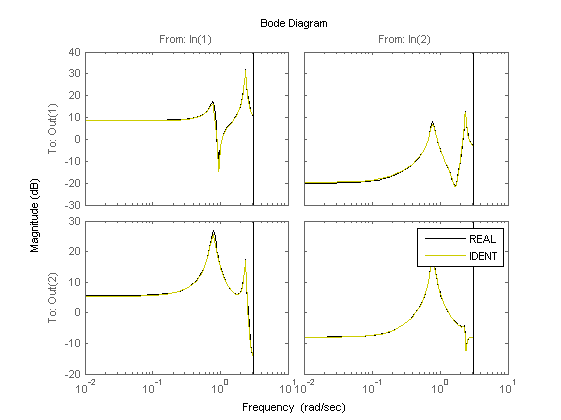 Bode Diagram
From: In(1)
From: In(2)
40
30
20
10
0
-10
-20
-30
To: Out(1)
Magnitude (dB)
30
20
10
0
-10
-20
To: Out(2)
REAL
IDENT
10^-2
10^-1
10^0
10^1
10^-2
10^-1
10^0
10^1
Frequency (rad/sec)